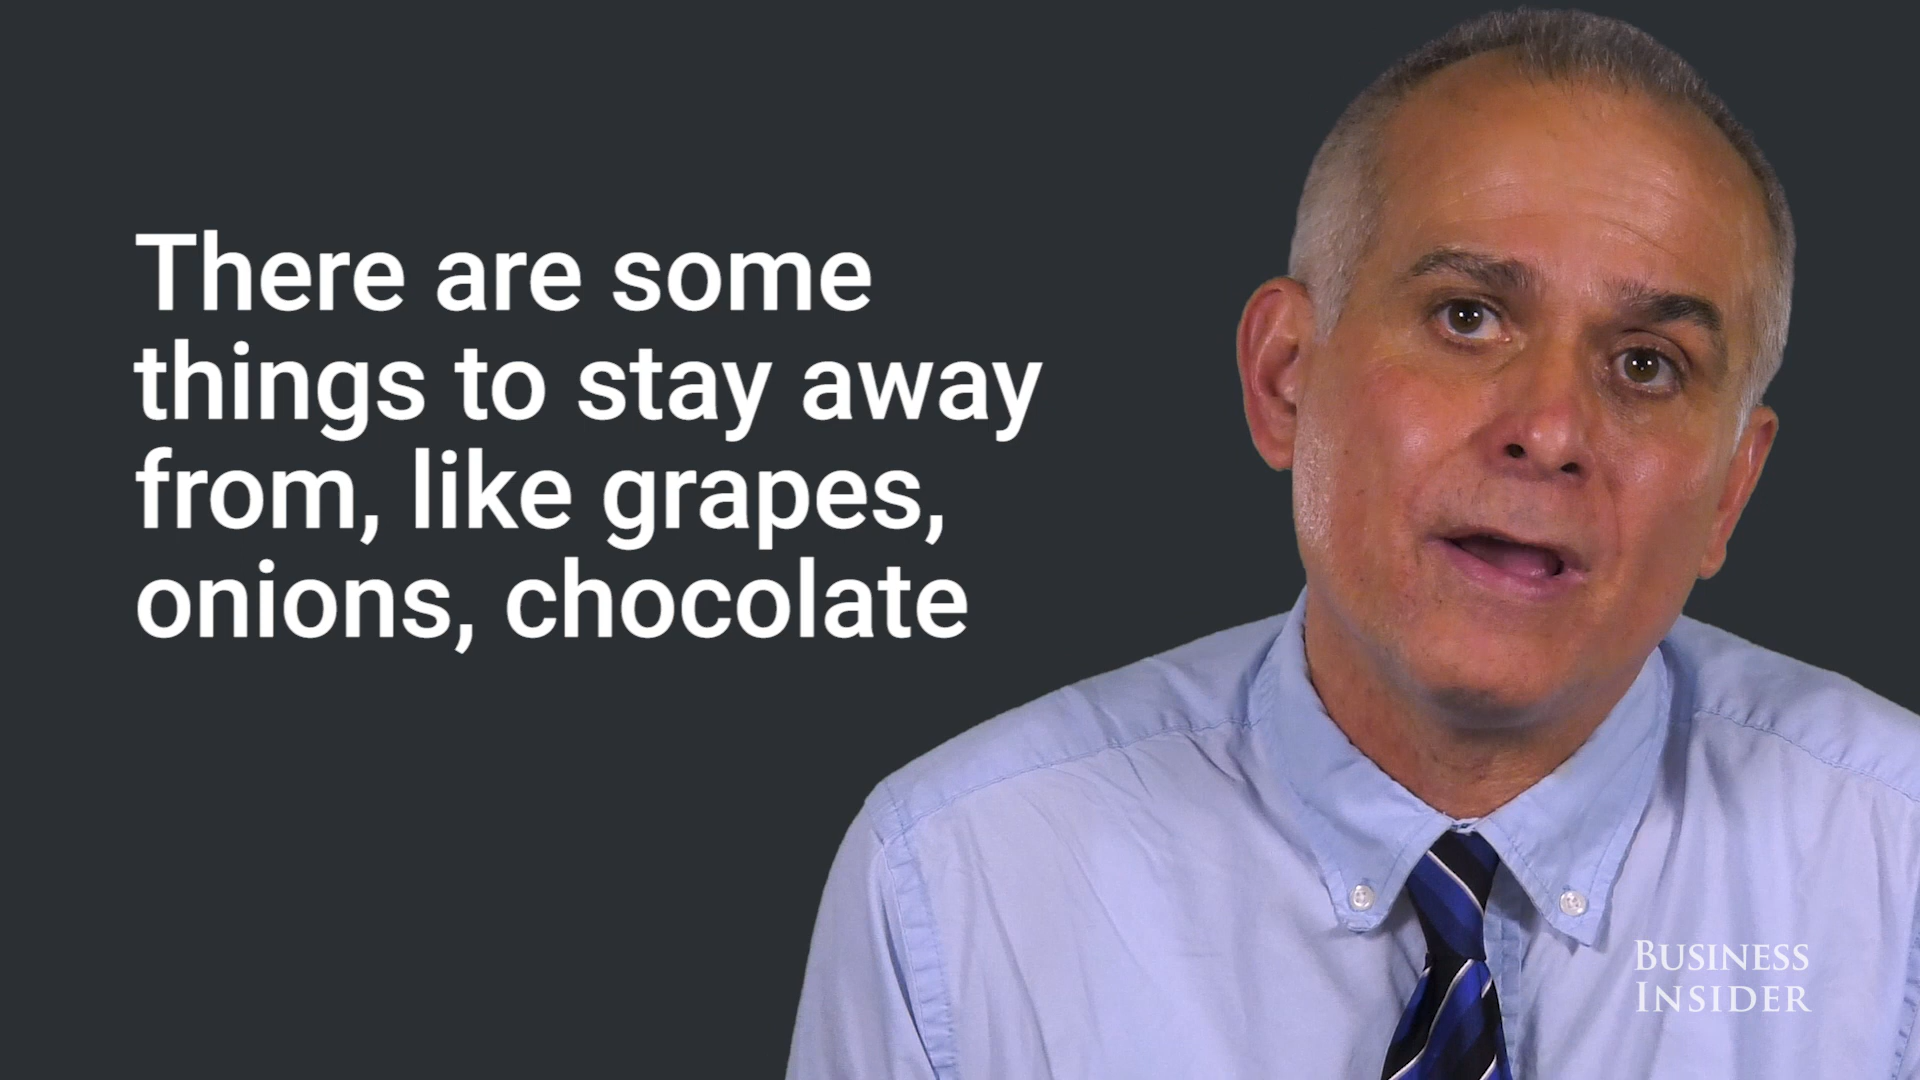 There are some
things to stay away
from, like grapes,
onions, chocolate
BUSINESS
INSIDER